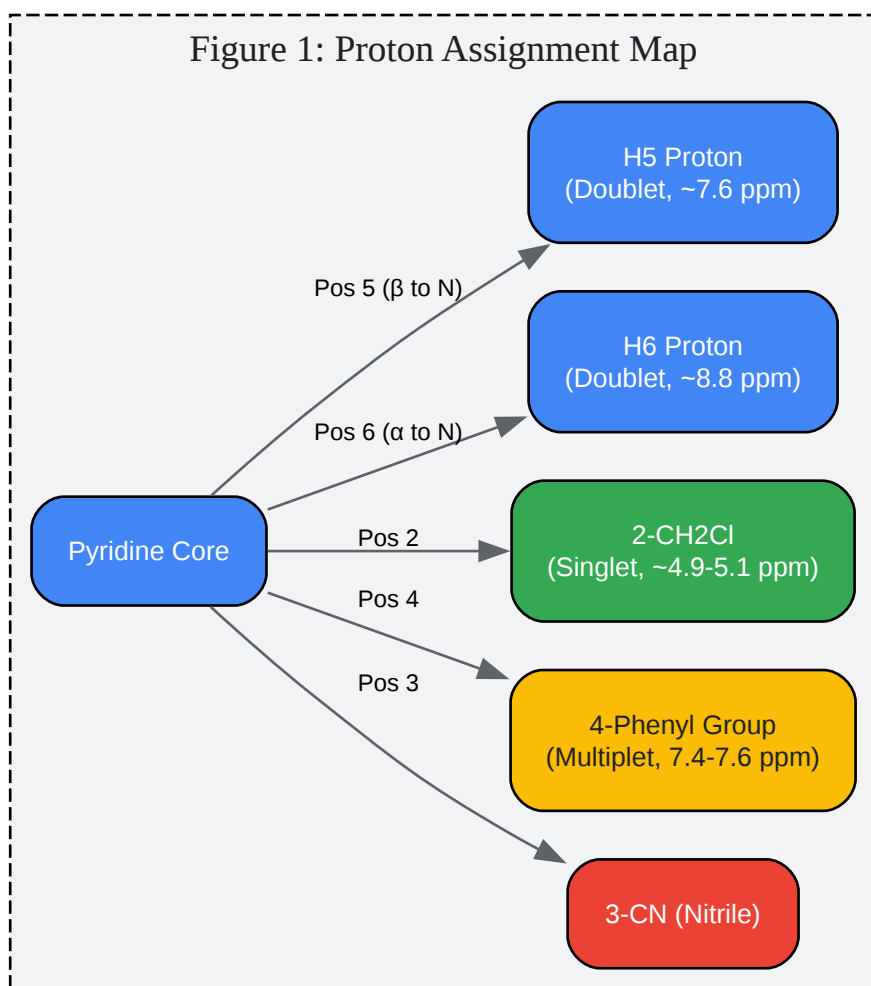 Figure 1: Proton Assignment Map
H5 Proton
(Doublet, ~7.6 ppm)
Pos 5 (β to N)
H6 Proton
(Doublet, ~8.8 ppm)
Pos 6 (α to N)
Pyridine Core
Pos 2
2-CH2Cl
(Singlet, ~4.9-5.1 ppm)
Pos 4
4-Phenyl Group
(Multiplet, 7.4-7.6 ppm)
Pos 3
3-CN (Nitrile)